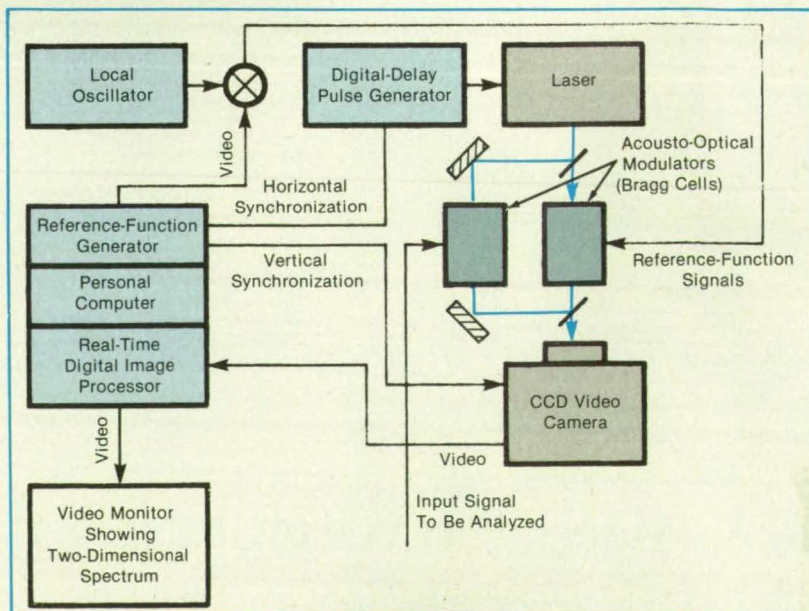 Local
Oscillator
Digital-Delay
Pulse Generator
Laser
Video
Horizontal
Synchronization
Acousto-Optical
Modulators
(Bragg Cells)
Reference-Function
Generator
Vertical
Synchronization
Reference-Function
Signals
Personal
Computer
Real-Time
Digital Image
Processor
CCD Video
Camera
Video
Video
Input Signal
To Be Analyzed
Video Monitor
Showing
Two-Dimensional
Spectrum